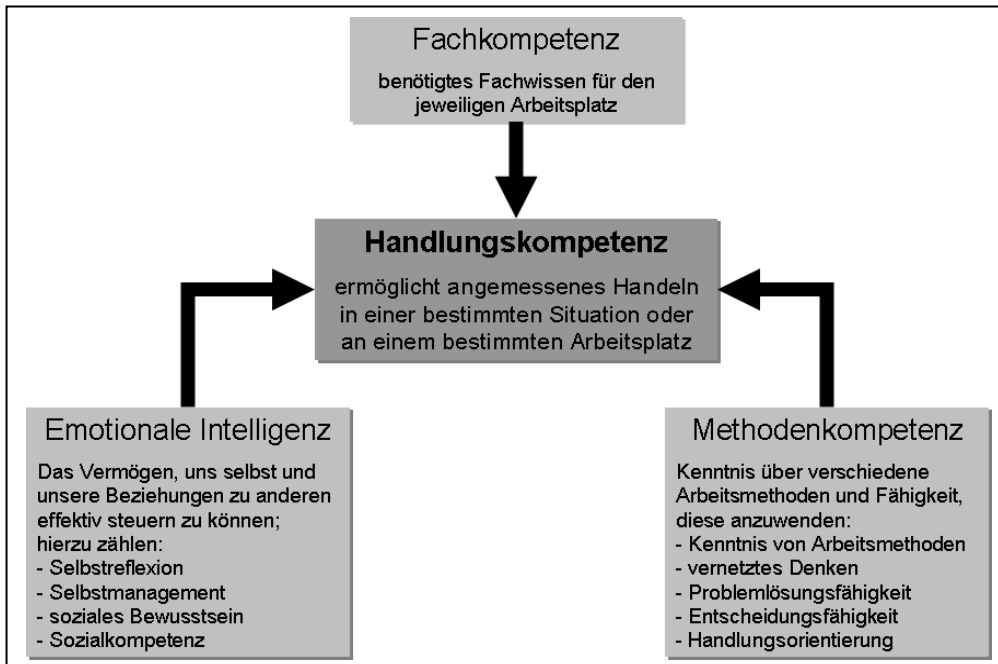 Fachkompetenz
benötigtes Fachwissen für den
jeweiligen Arbeitsplatz
Handlungskompetenz
ermöglicht angemessenes Handeln
in einer bestimmten Situation oder
an einem bestimmten Arbeitsplatz
Emotionale Intelligenz
Das Vermögen, uns selbst und
unsere Beziehungen zu anderen
effektiv steuern zu können;
hierzu zählen:
- Selbstreflexion
- Selbstmanagement
- soziales Bewusstsein
- Sozialkompetenz
Methodenkompetenz
Kenntnis über verschiedene
Arbeitsmethoden und Fähigkeit,
diese anzuwenden:
- Kenntnis von Arbeitsmethoden
- vernetztes Denken
- Problemlösungsfähigkeit
- Entscheidungsfähigkeit
- Handlungsorientierung